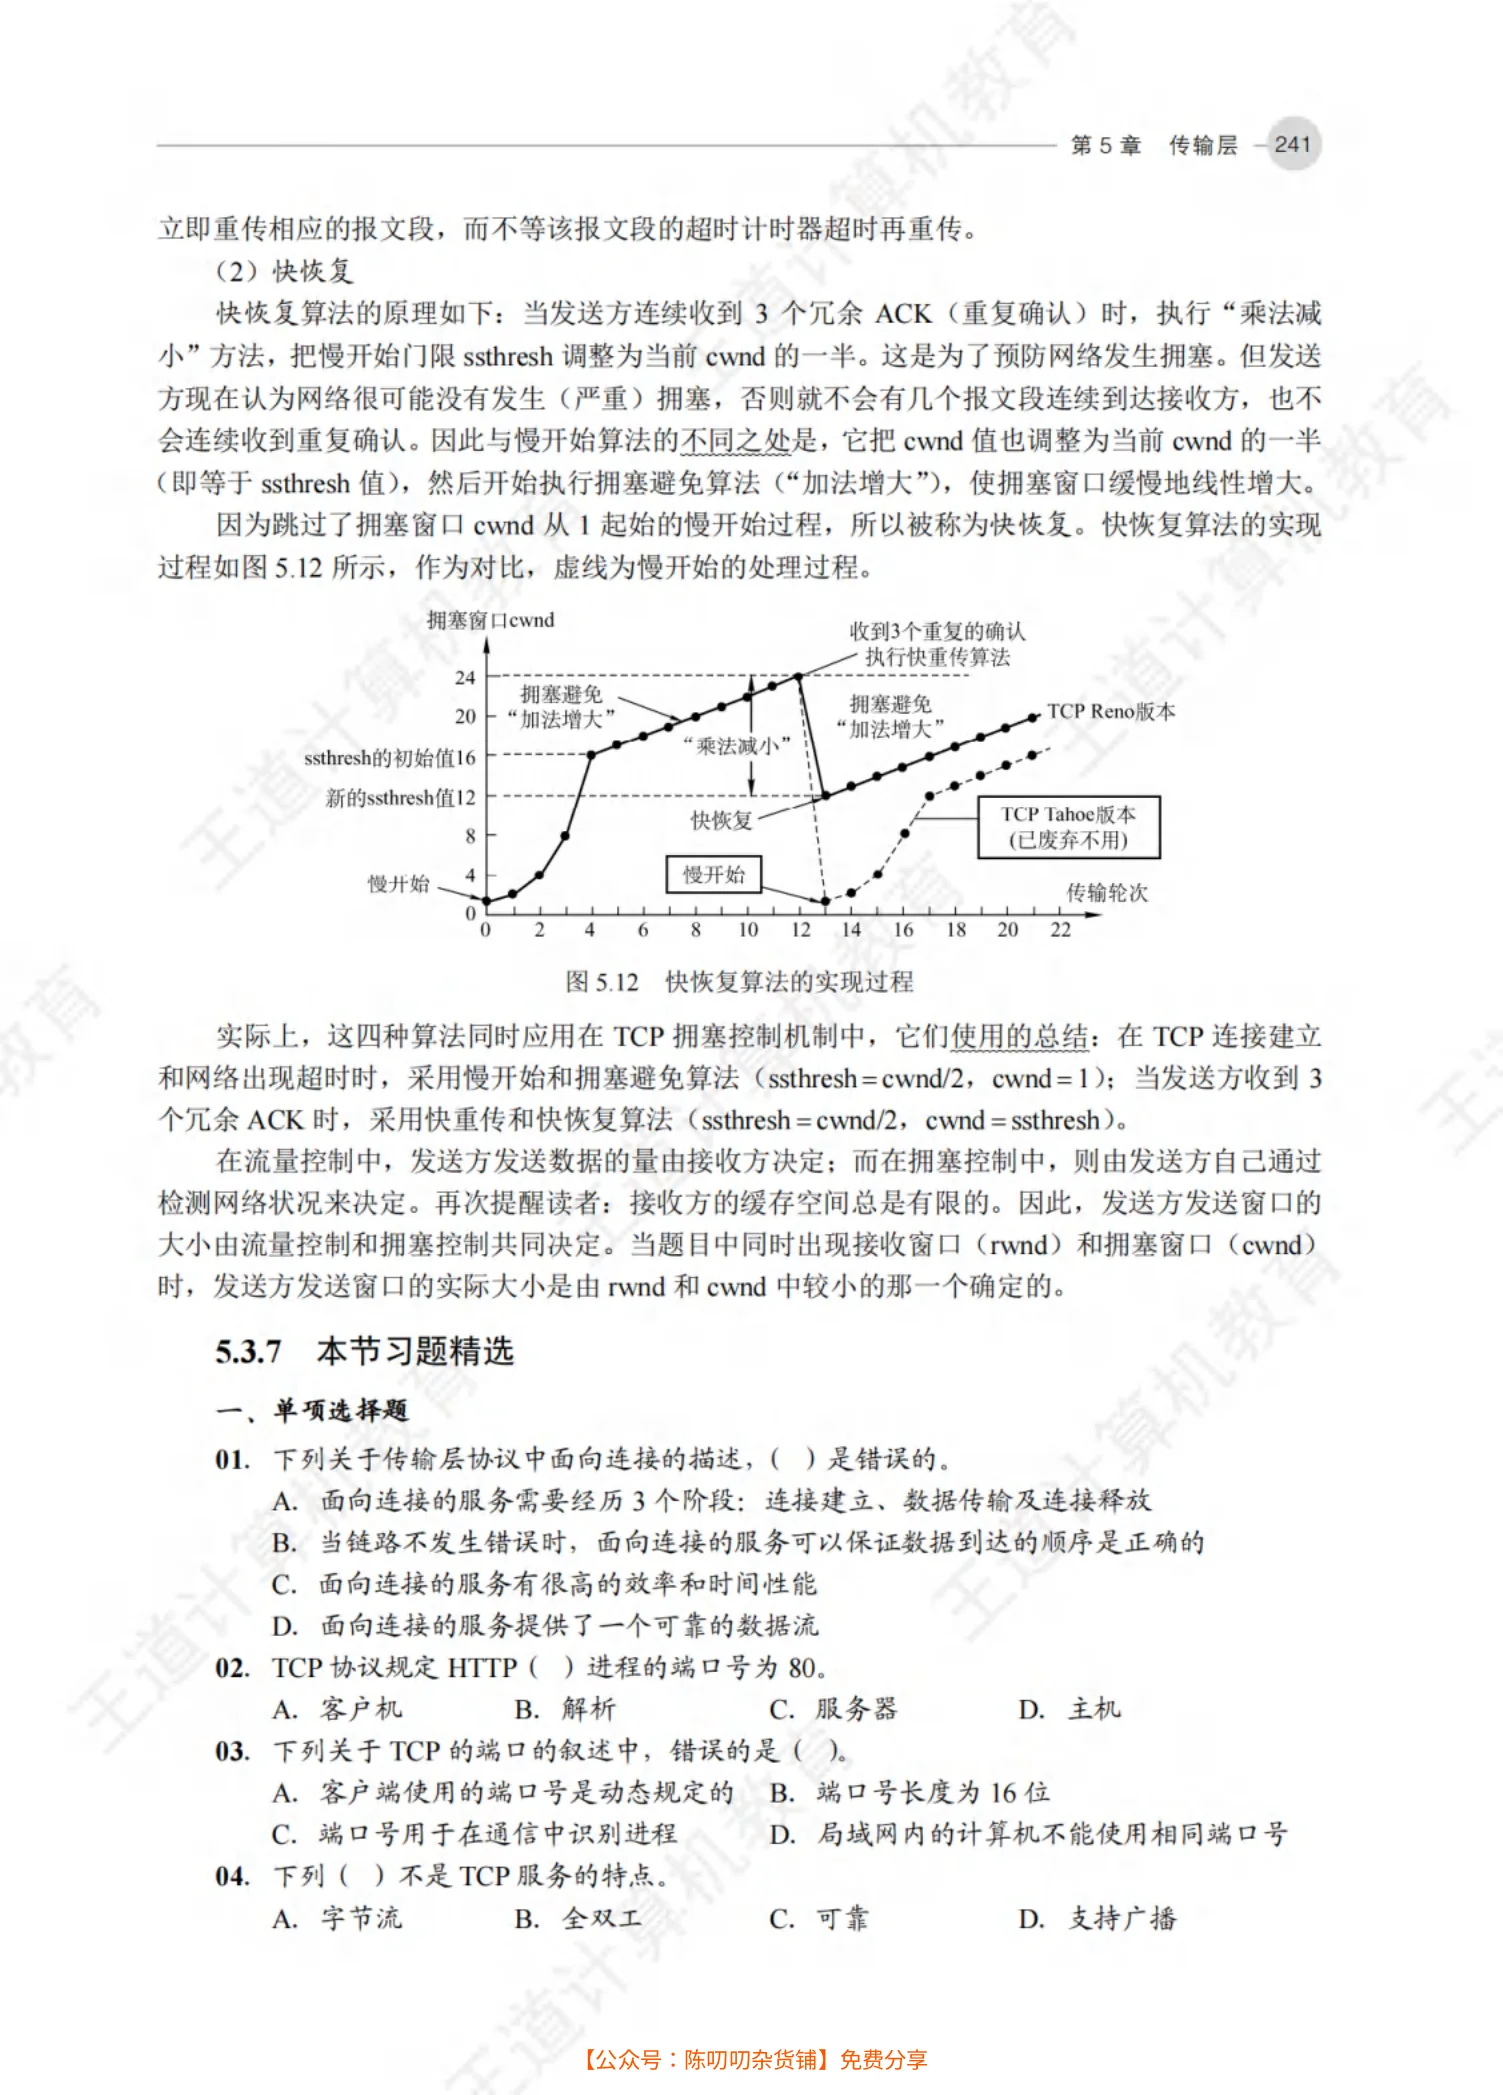 第 5 章 传输层 241
立即重传相应的报文段，而不等该报文段的超时计时器超时再重传。
（2）快恢复
快恢复算法的原理如下：当发送方连续收到 3 个冗余 ACK（重复确认）时，执行“乘法减
小”方法，把慢开始门限 ssthresh 调整为当前 cwnd 的一半。这是为了预防网络发生拥塞。但发送
方现在认为网络很可能没有发生（严重）拥塞，否则就不会有几个报文段连续到达接收方，也不
会连续收到重复确认。因此与慢开始算法的不同之处是，它把 cwnd 值也调整为当前 cwnd 的一半
（即等于 ssthresh 值），然后开始执行拥塞避免算法（“加法增大”），使拥塞窗口缓慢地线性增大。
因为跳过了拥塞窗口 cwnd 从 1 起始的慢开始过程，所以被称为快恢复。快恢复算法的实现
过程如图 5.12 所示，作为对比，虚线为慢开始的处理过程。
拥塞窗口cwnd
收到3个重复的确认
执行快重传算法
24
拥塞避免
“加法增大”
拥塞避免
“加法增大”
20
TCP Reno版本
“乘法减小”
ssthresh的初始值16
新的ssthresh值12
快恢复
TCP Tahoe版本
(已废弃不用)
8
4
慢开始
慢开始
传输轮次
0
0 2 4 6 8 10 12 14 16 18 20 22
图 5.12 快恢复算法的实现过程
实际上，这四种算法同时应用在 TCP 拥塞控制机制中，它们使用的总结：在 TCP 连接建立
和网络出现超时时，采用慢开始和拥塞避免算法（ssthresh = cwnd/2，cwnd = 1）；当发送方收到 3
个冗余 ACK 时，采用快重传和快恢复算法（ssthresh = cwnd/2，cwnd = ssthresh）。
在流量控制中，发送方发送数据的量由接收方决定；而在拥塞控制中，则由发送方自己通过
检测网络状况来决定。再次提醒读者：接收方的缓存空间总是有限的。因此，发送方发送窗口的
大小由流量控制和拥塞控制共同决定。当题目中同时出现接收窗口（rwnd）和拥塞窗口（cwnd）
时，发送方发送窗口的实际大小是由 rwnd 和 cwnd 中较小的那一个确定的。
5.3.7 本节习题精选
一、单项选择题
01. 下列关于传输层协议中面向连接的描述，（ ）是错误的。
A. 面向连接的服务需要经历 3 个阶段：连接建立、数据传输及连接释放
B. 当链路不发生错误时，面向连接的服务可以保证数据到达的顺序是正确的
C. 面向连接的服务有很高的效率和时间性能
D. 面向连接的服务提供了一个可靠的数据流
02. TCP 协议规定 HTTP（ ）进程的端口号为 80。
A. 客户机 B. 解析 C. 服务器 D. 主机
03. 下列关于 TCP 的端口的叙述中，错误的是（ ）。
A. 客户端使用的端口号是动态规定的 B. 端口号长度为 16 位
C. 端口号用于在通信中识别进程 D. 局域网内的计算机不能使用相同端口号
04. 下列（ ）不是 TCP 服务的特点。
A. 字节流 B. 全双工 C. 可靠 D. 支持广播
【公众号：陈叨叨杂货铺】免费分享
王道计算机教育